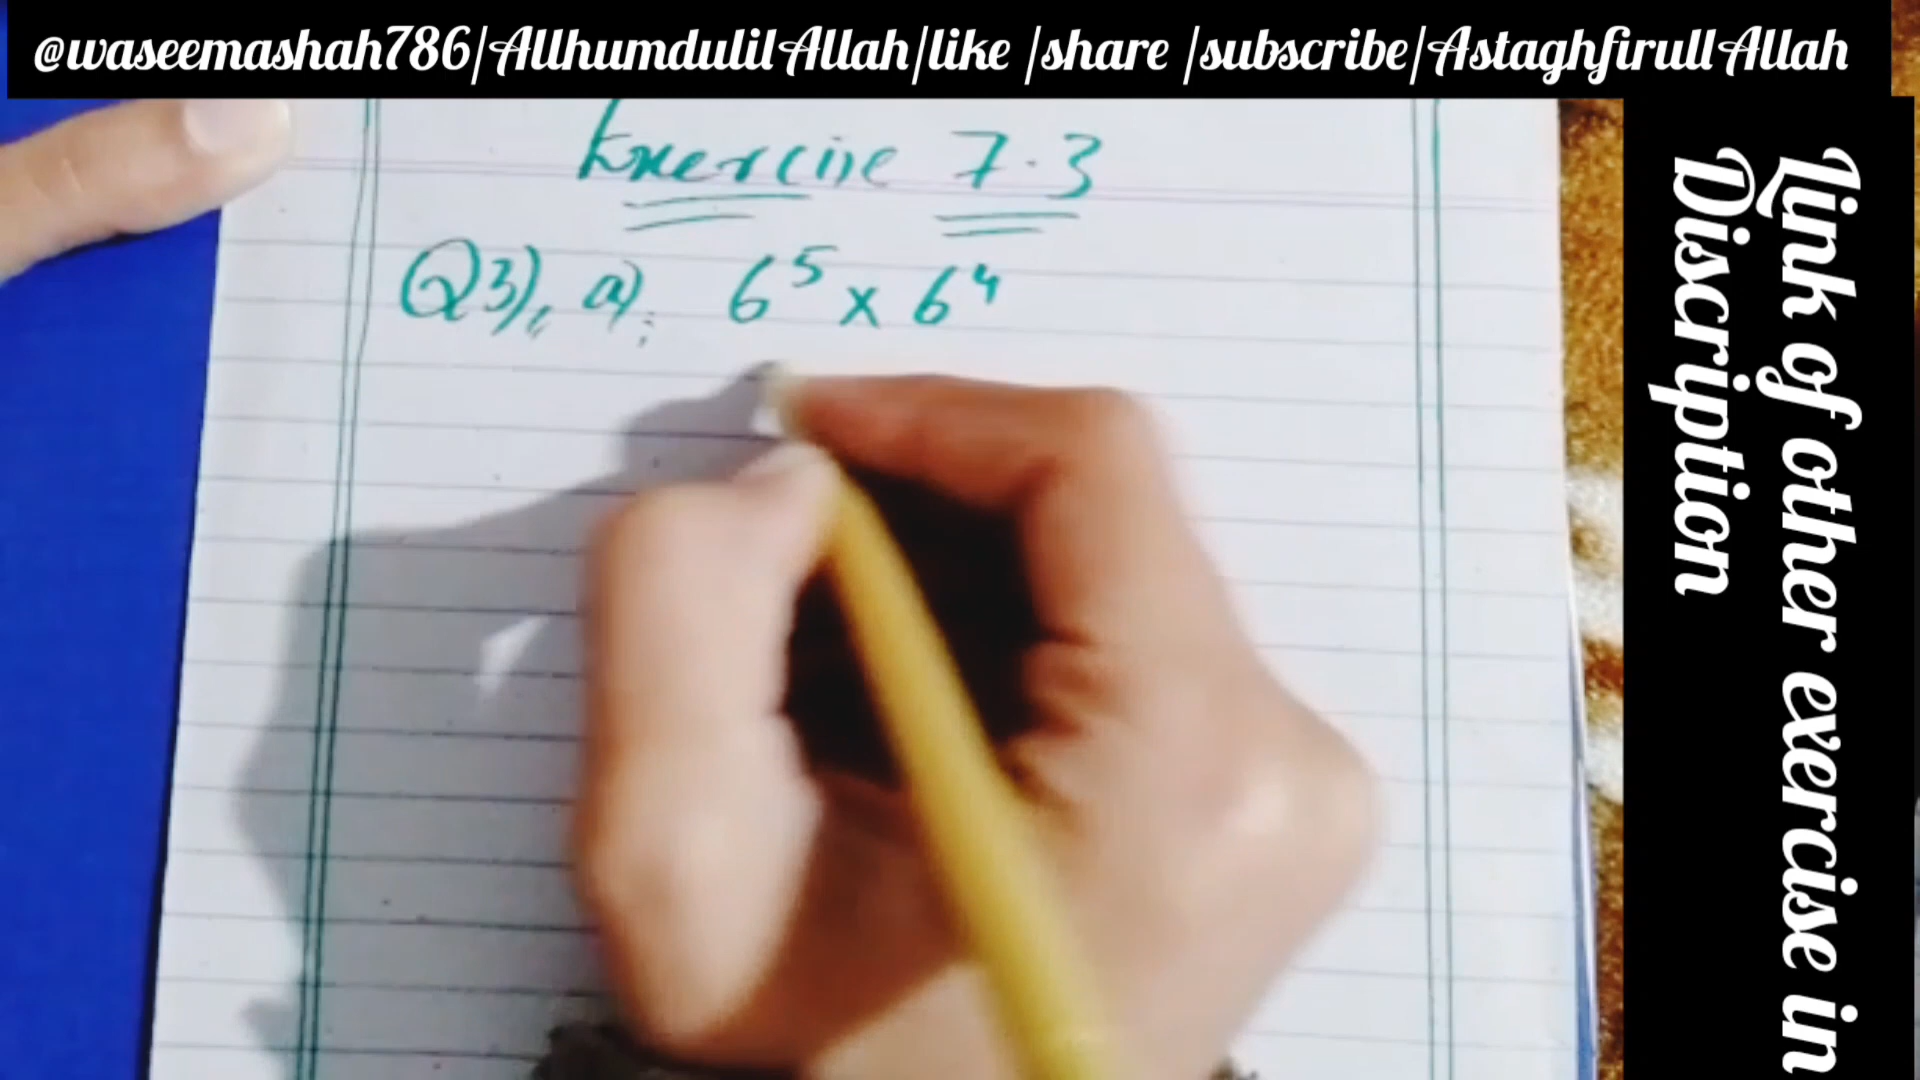 @waseemashah786/AllhumdulilAllah/like /share /subscribe/AstaghfirullAllah
Exercise 7.3
Q3), a); 6⁵ × 6⁴
Link of other exercise in
Discription